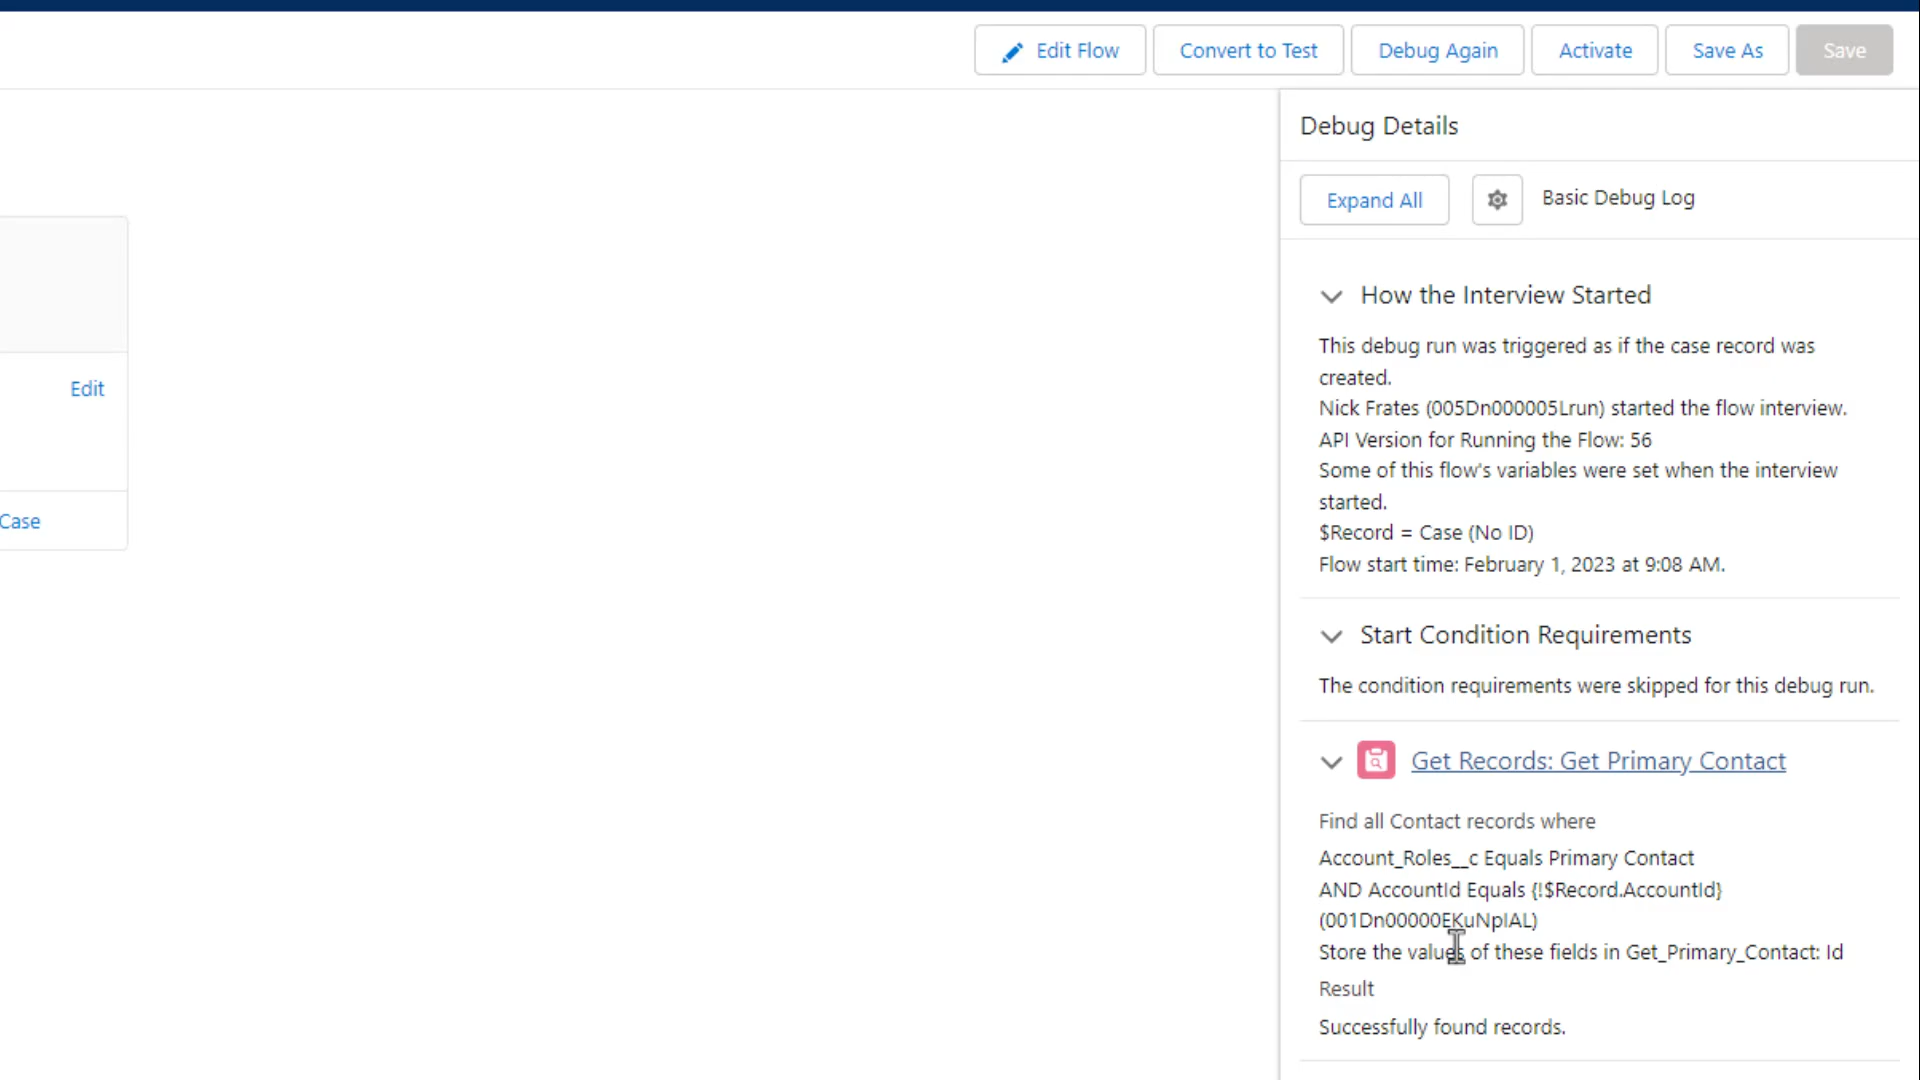 Edit Flow
Convert to Test
Debug Again
Activate
Save As
Save
Debug Details
Expand All
Basic Debug Log
Edit
Case
How the Interview Started
This debug run was triggered as if the case record was
created.
Nick Frates (005Dn000005Lrun) started the flow interview.
API Version for Running the Flow: 56
Some of this flow's variables were set when the interview
started.
$Record = Case (No ID)
Flow start time: February 1, 2023 at 9:08 AM.
Start Condition Requirements
The condition requirements were skipped for this debug run.
Get Records: Get Primary Contact
Find all Contact records where
Account_Roles__c Equals Primary Contact
AND AccountId Equals {!$Record.AccountId}
(001Dn00000EKuNpIAL)
Store the values of these fields in Get_Primary_Contact: Id
Result
Successfully found records.